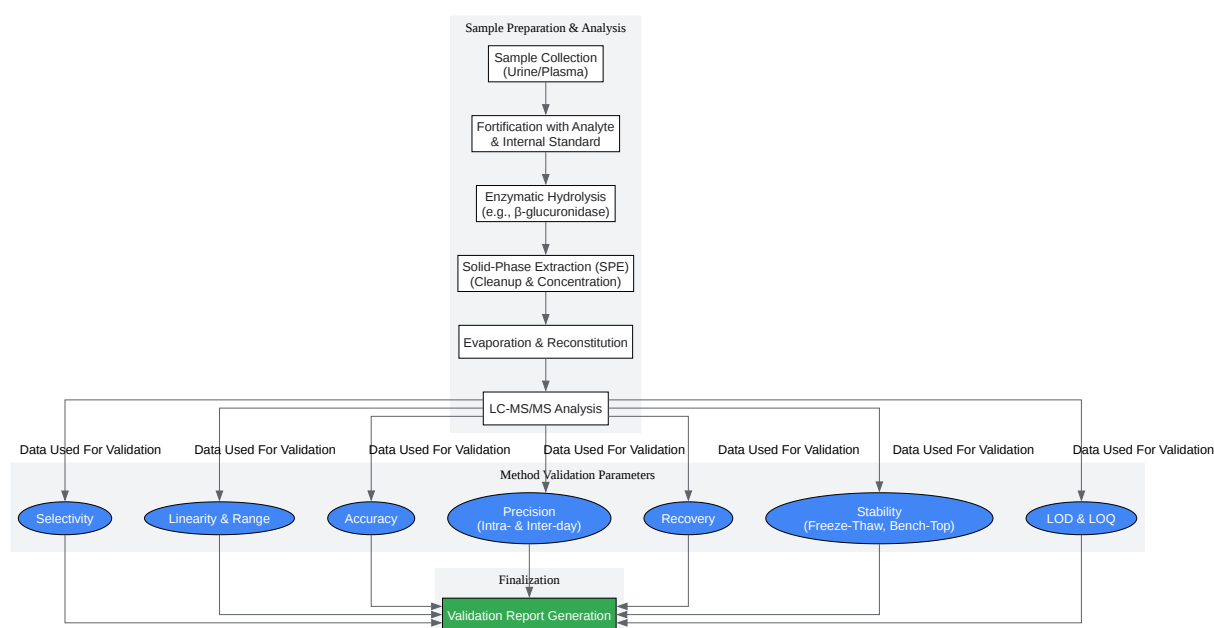 Sample Preparation & Analysis
Sample Collection
(Urine/Plasma)
Fortification with Analyte
& Internal Standard
Enzymatic Hydrolysis
(e.g., β-glucuronidase)
Solid-Phase Extraction (SPE)
(Cleanup & Concentration)
Evaporation & Reconstitution
LC-MS/MS Analysis
Data Used For Validation
Data Used For Validation
Data Used For Validation
Data Used For Validation
Data Used For Validation
Data Used For Validation
Data Used For Validation
Method Validation Parameters
Selectivity
Linearity & Range
Accuracy
Precision
(Intra- & Inter-day)
Recovery
Stability
(Freeze-Thaw, Bench-Top)
LOD & LOQ
Finalization
Validation Report Generation